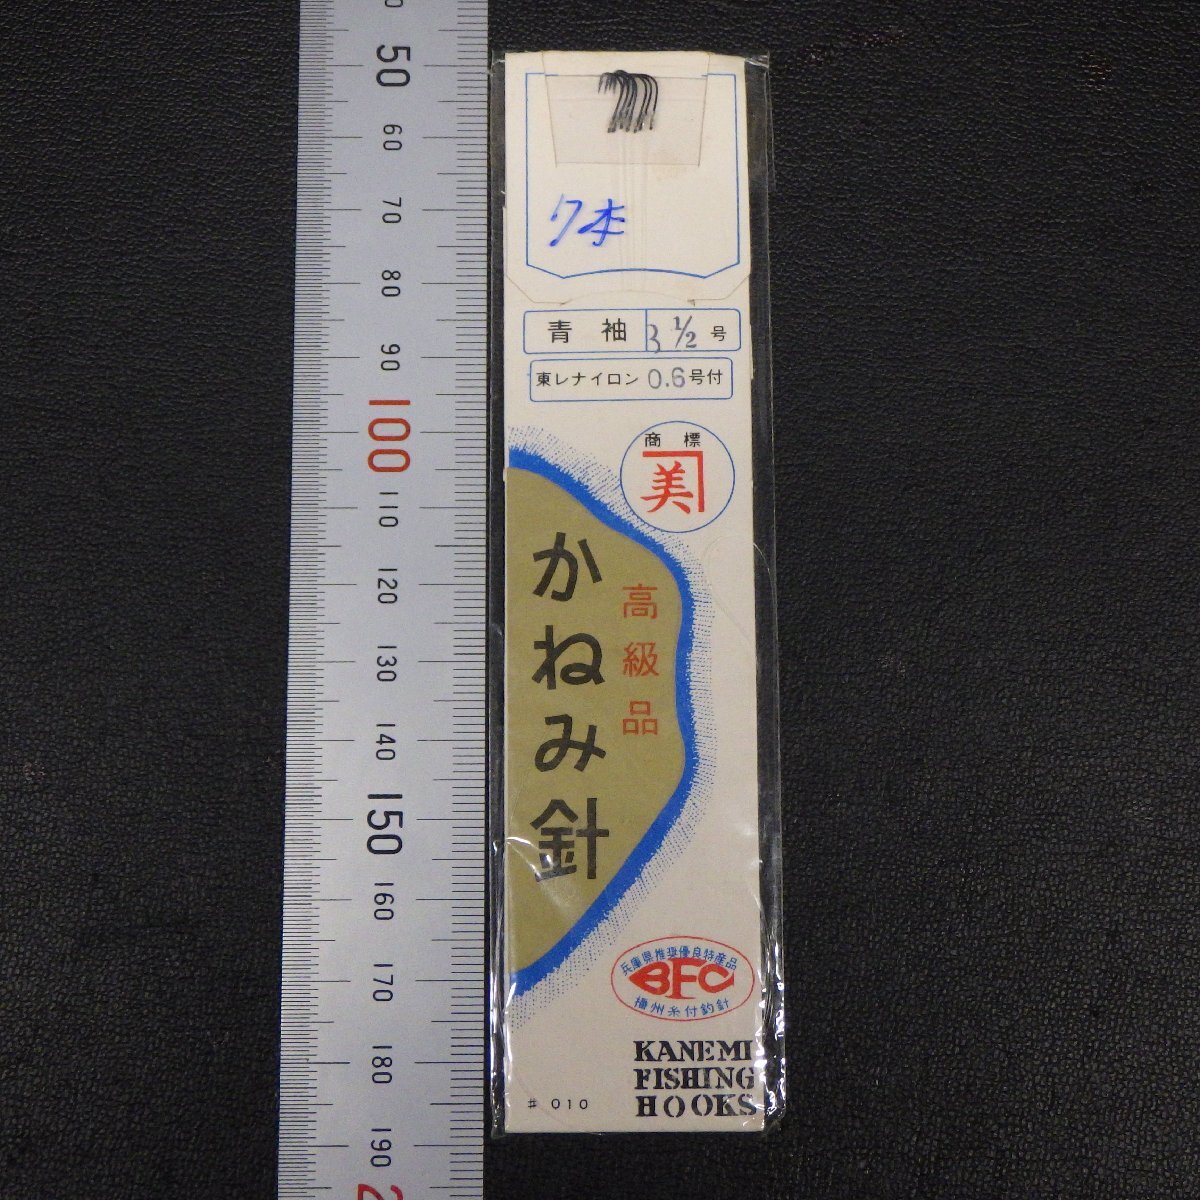 50
60
70
80
90
100
110
120
130
140
150
160
170
180
190
2
7本
青袖 3 1/2 号
東レナイロン 0.6 号付
商標
美
かねみ針
高級品
兵庫県推奨優良特産品
BFC
播州糸付釣針
KANEMI
FISHING
HOOKS
# 010